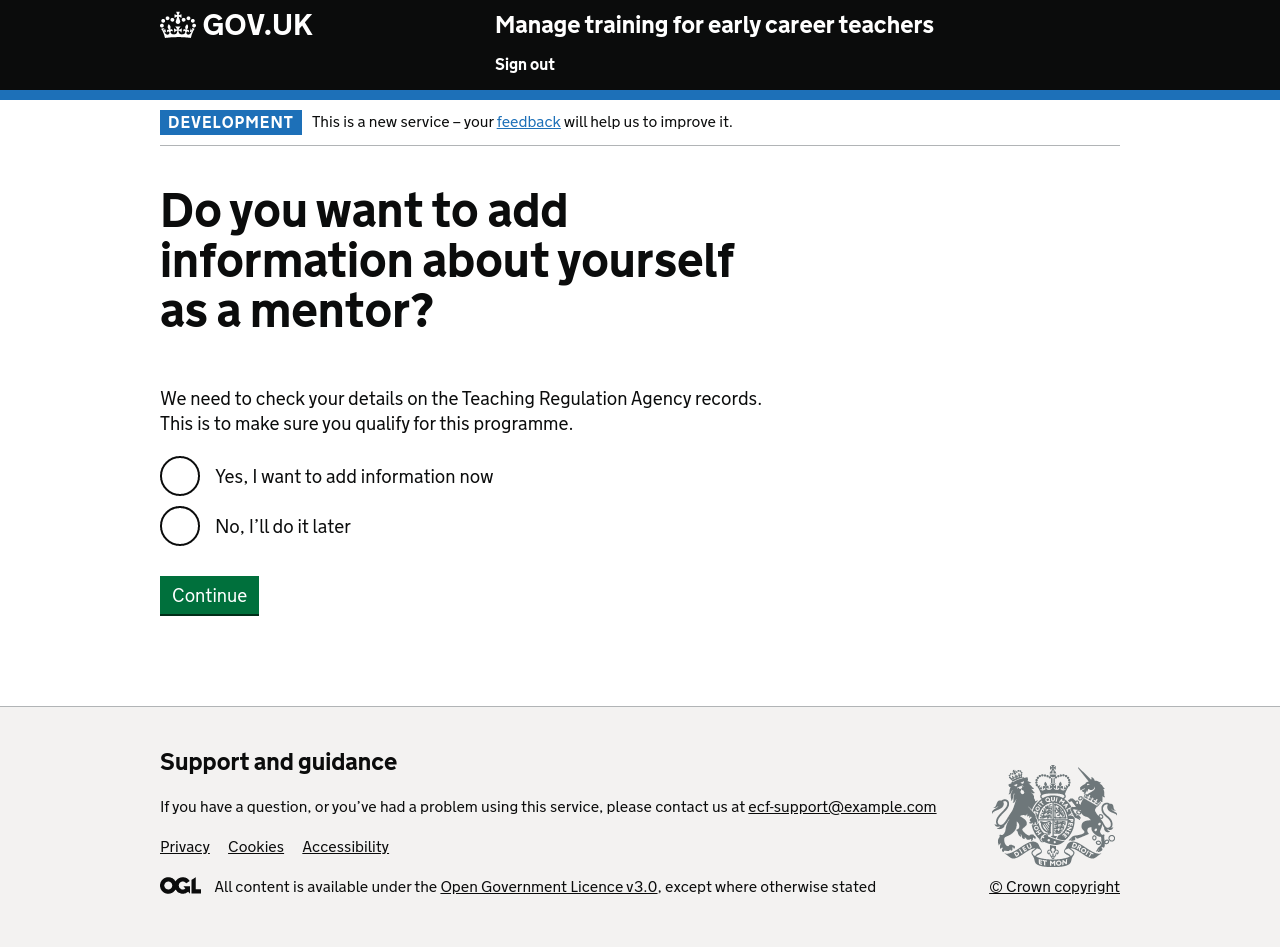 GOV.UK
Manage training for early career teachers
Sign out
DEVELOPMENT
This is a new service – your feedback will help us to improve it.
Do you want to add
information about yourself
as a mentor?
We need to check your details on the Teaching Regulation Agency records.
This is to make sure you qualify for this programme.
Yes, I want to add information now
No, I’ll do it later
Continue
Support and guidance
If you have a question, or you’ve had a problem using this service, please contact us at ecf-support@example.com
Privacy
Cookies
Accessibility
OGL
All content is available under the Open Government Licence v3.0, except where otherwise stated
DIEU ET MON DROIT
© Crown copyright